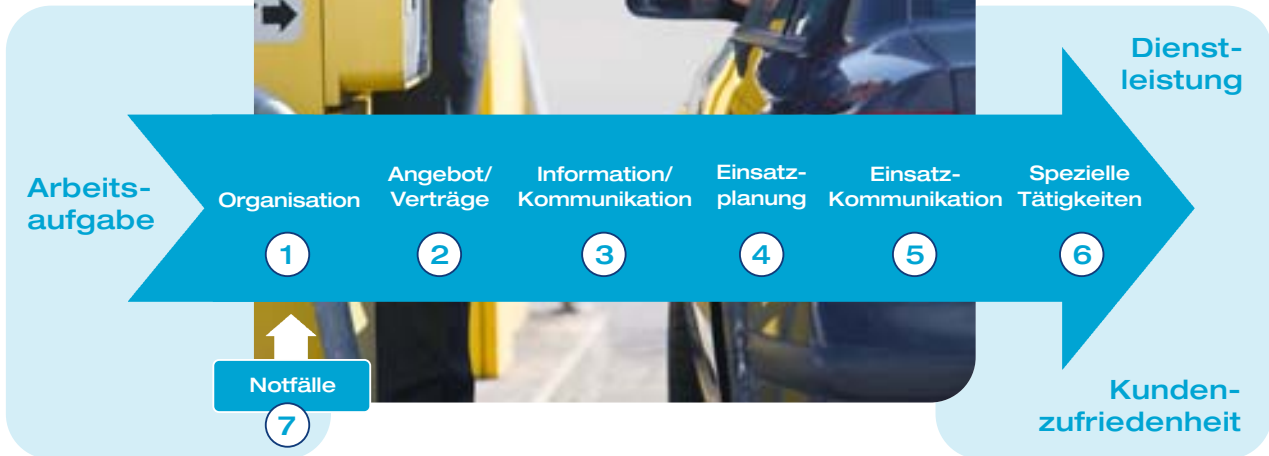 Dienst-
leistung
Arbeits-
aufgabe
Organisation
1
Angebot/
Verträge
2
Information/
Kommunikation
3
Einsatz-
planung
4
Einsatz-
Kommunikation
5
Spezielle
Tätigkeiten
6
Notfälle
7
Kunden-
zufriedenheit